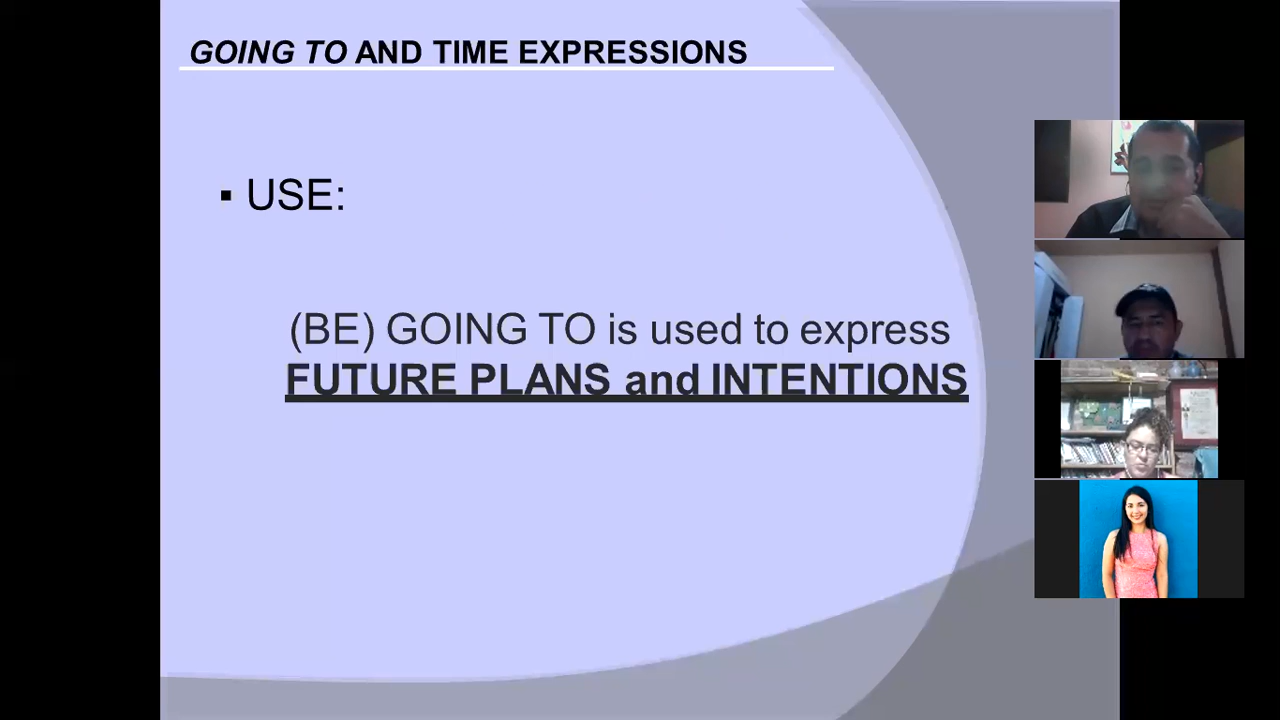 GOING TO AND TIME EXPRESSIONS
▪ USE:
(BE) GOING TO is used to express
FUTURE PLANS and INTENTIONS